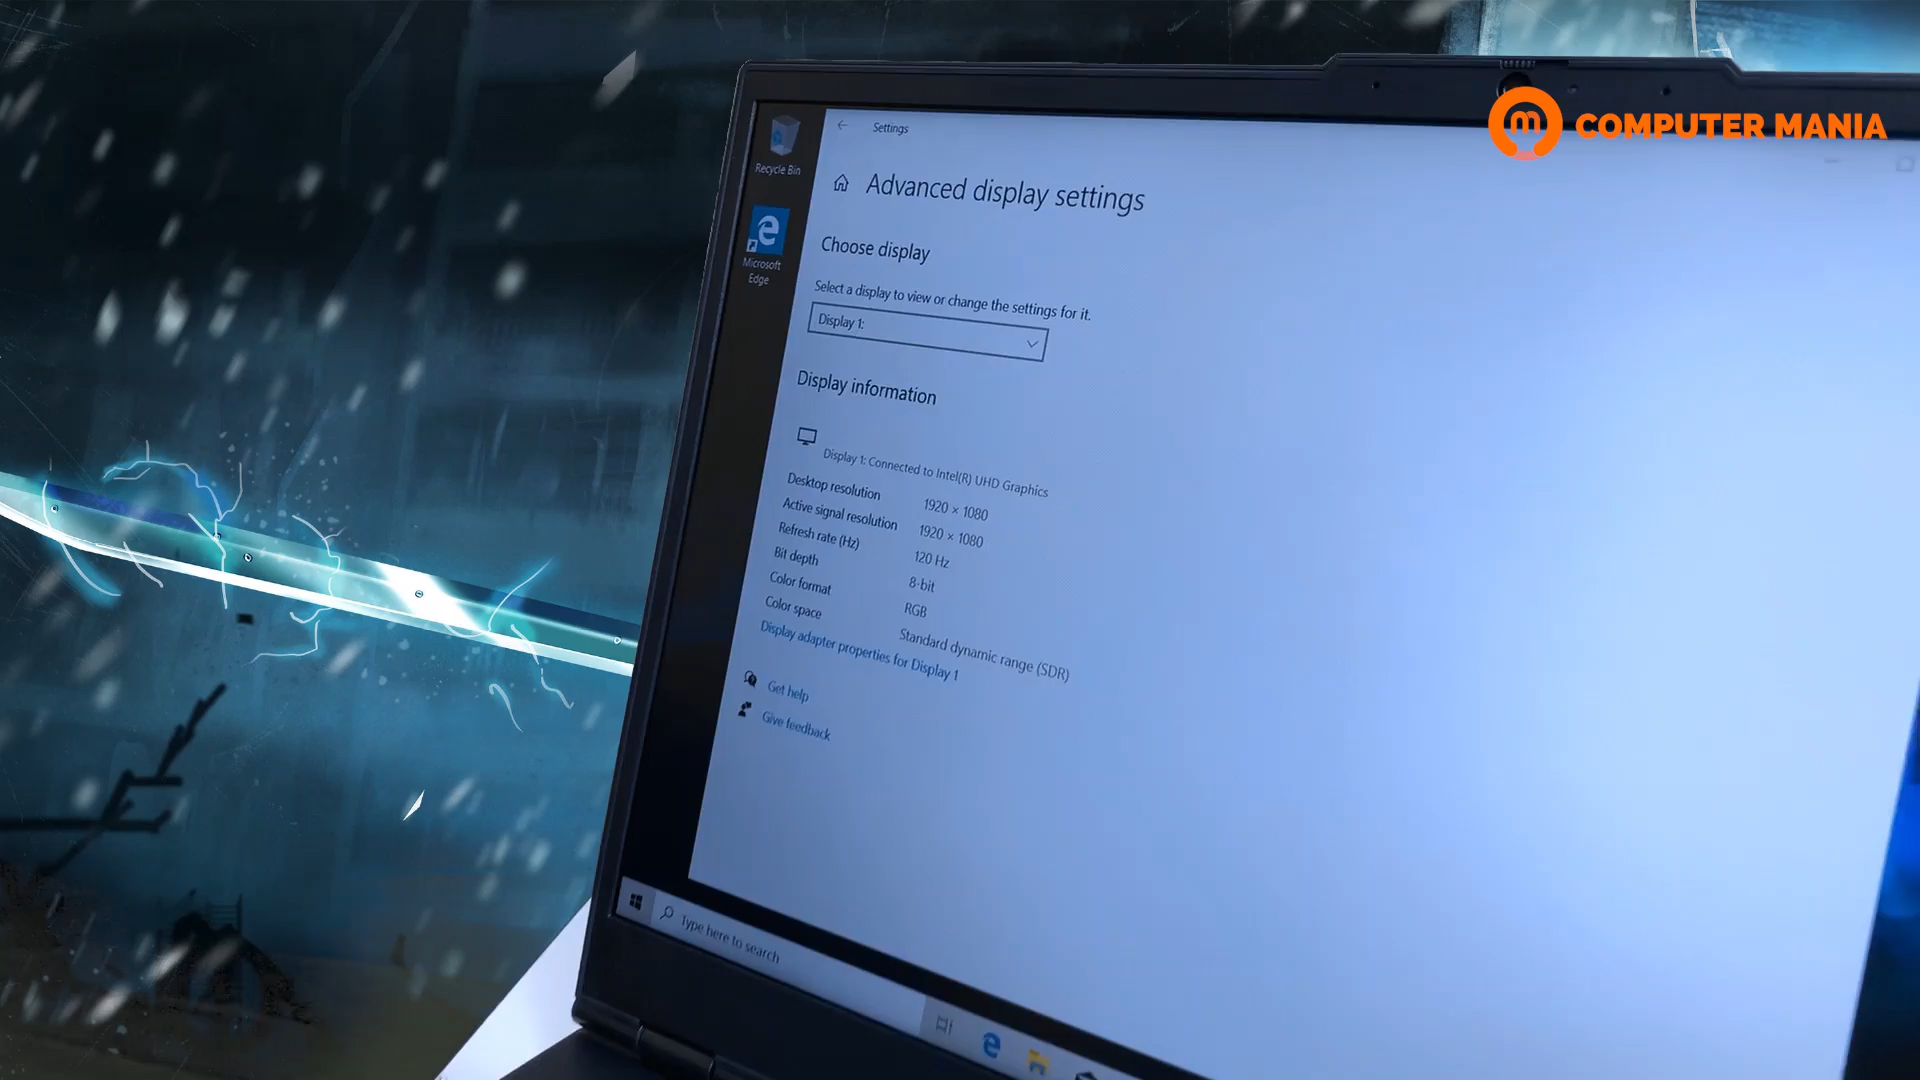 COMPUTER MANIA
Settings
Advanced display settings
Choose display
Select a display to view or change the settings for it.
Display 1:
Display information
Display 1: Connected to Intel(R) UHD Graphics
Desktop resolution 1920 × 1080
Active signal resolution 1920 × 1080
Refresh rate (Hz) 120 Hz
Bit depth 8-bit
Color format RGB
Color space Standard dynamic range (SDR)
Display adapter properties for Display 1
Get help
Give feedback
Recycle Bin
Microsoft
Edge
Type here to search